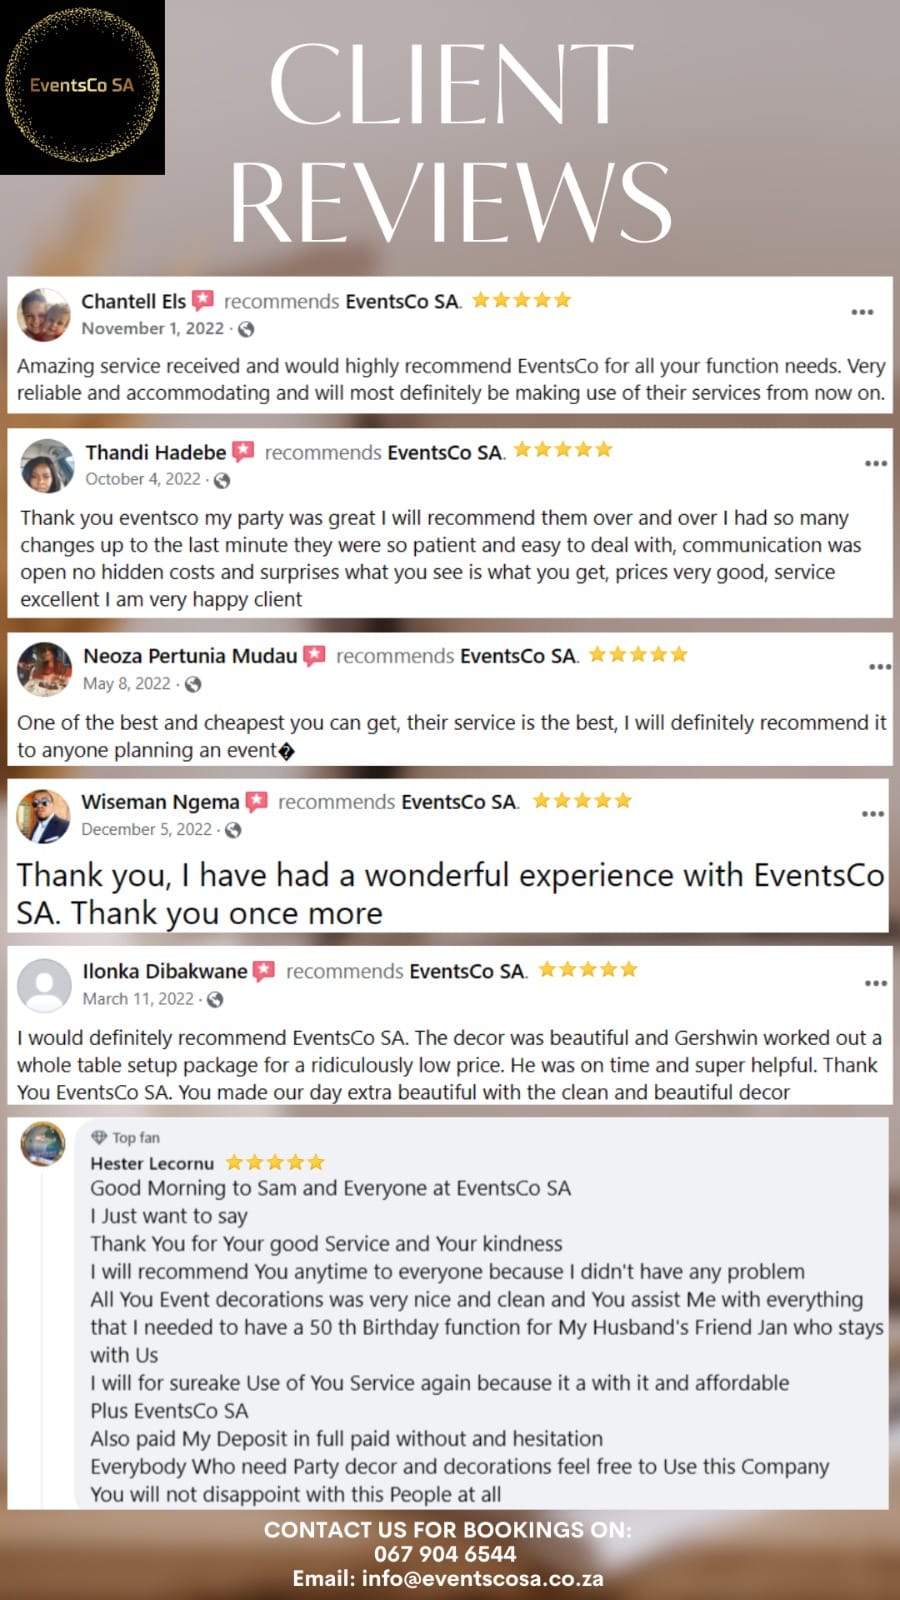 EventsCo SA
CLIENT
REVIEWS
Chantell Els recommends EventsCo SA.
November 1, 2022 ·
Amazing service received and would highly recommend EventsCo for all your function needs. Very
reliable and accommodating and will most definitely be making use of their services from now on.
Thandi Hadebe recommends EventsCo SA.
October 4, 2022 ·
Thank you eventsco my party was great I will recommend them over and over I had so many
changes up to the last minute they were so patient and easy to deal with, communication was
open no hidden costs and surprises what you see is what you get, prices very good, service
excellent I am very happy client
Neoza Pertunia Mudau recommends EventsCo SA.
May 8, 2022 ·
One of the best and cheapest you can get, their service is the best, I will definitely recommend it
to anyone planning an event�
Wiseman Ngema recommends EventsCo SA.
December 5, 2022 ·
Thank you, I have had a wonderful experience with EventsCo
SA. Thank you once more
Ilonka Dibakwane recommends EventsCo SA.
March 11, 2022 ·
I would definitely recommend EventsCo SA. The decor was beautiful and Gershwin worked out a
whole table setup package for a ridiculously low price. He was on time and super helpful. Thank
You EventsCo SA. You made our day extra beautiful with the clean and beautiful decor
Top fan
Hester Lecornu
Good Morning to Sam and Everyone at EventsCo SA
I Just want to say
Thank You for Your good Service and Your kindness
I will recommend You anytime to everyone because I didn't have any problem
All You Event decorations was very nice and clean and You assist Me with everything
that I needed to have a 50 th Birthday function for My Husband's Friend Jan who stays
with Us
I will for sureake Use of You Service again because it a with it and affordable
Plus EventsCo SA
Also paid My Deposit in full paid without and hesitation
Everybody Who need Party decor and decorations feel free to Use this Company
You will not disappoint with this People at all
CONTACT US FOR BOOKINGS ON:
067 904 6544
Email: info@eventscosa.co.za